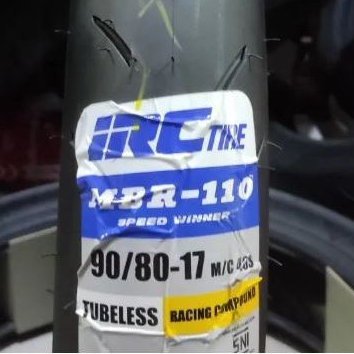 IRC TIRE
MBR-110
SPEED WINNER
90/80-17 M/C 46S
TUBELESS RACING COMPOUND
SNI